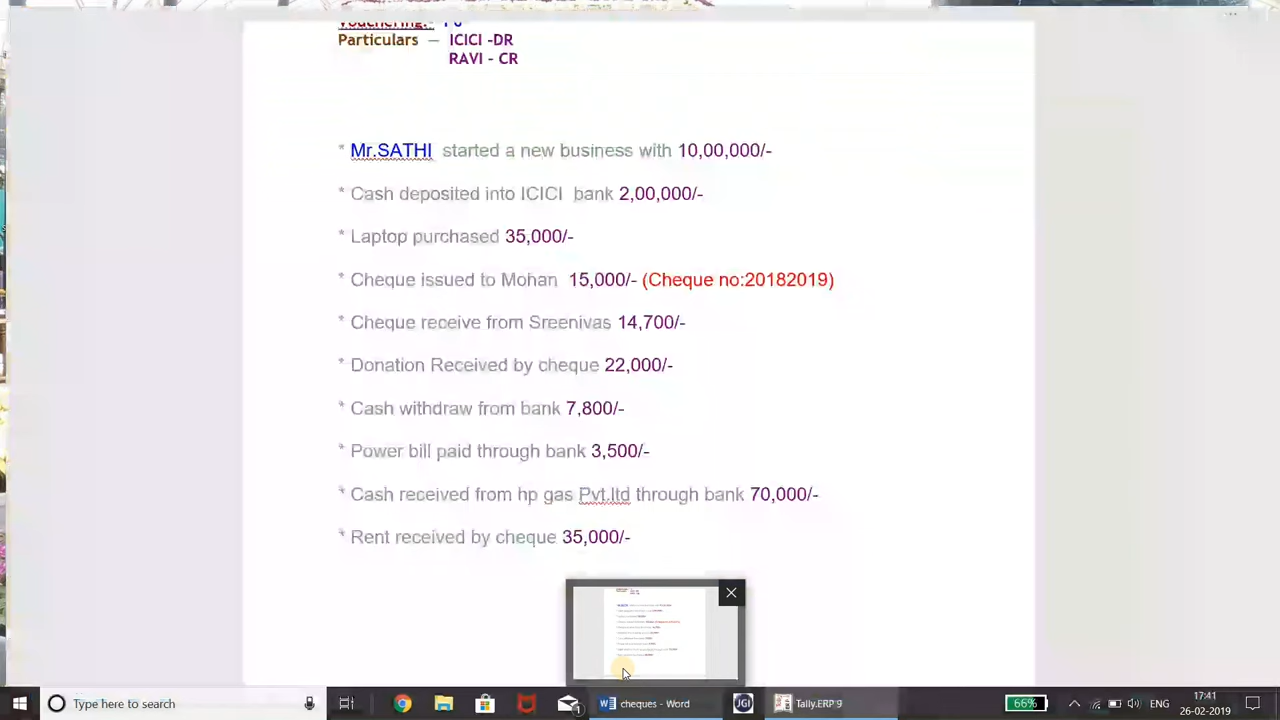 Vouchering:-
Particulars – ICICI -DR
RAVI - CR
* Mr.SATHI started a new business with 10,00,000/-
* Cash deposited into ICICI bank 2,00,000/-
* Laptop purchased 35,000/-
* Cheque issued to Mohan 15,000/- (Cheque no:20182019)
* Cheque receive from Sreenivas 14,700/-
* Donation Received by cheque 22,000/-
* Cash withdraw from bank 7,800/-
* Power bill paid through bank 3,500/-
* Cash received from hp gas Pvt.ltd through bank 70,000/-
* Rent received by cheque 35,000/-
Type here to search
cheques - Word
JGI
Tally.ERP 9
66%
ENG
17:41
26-02-2019